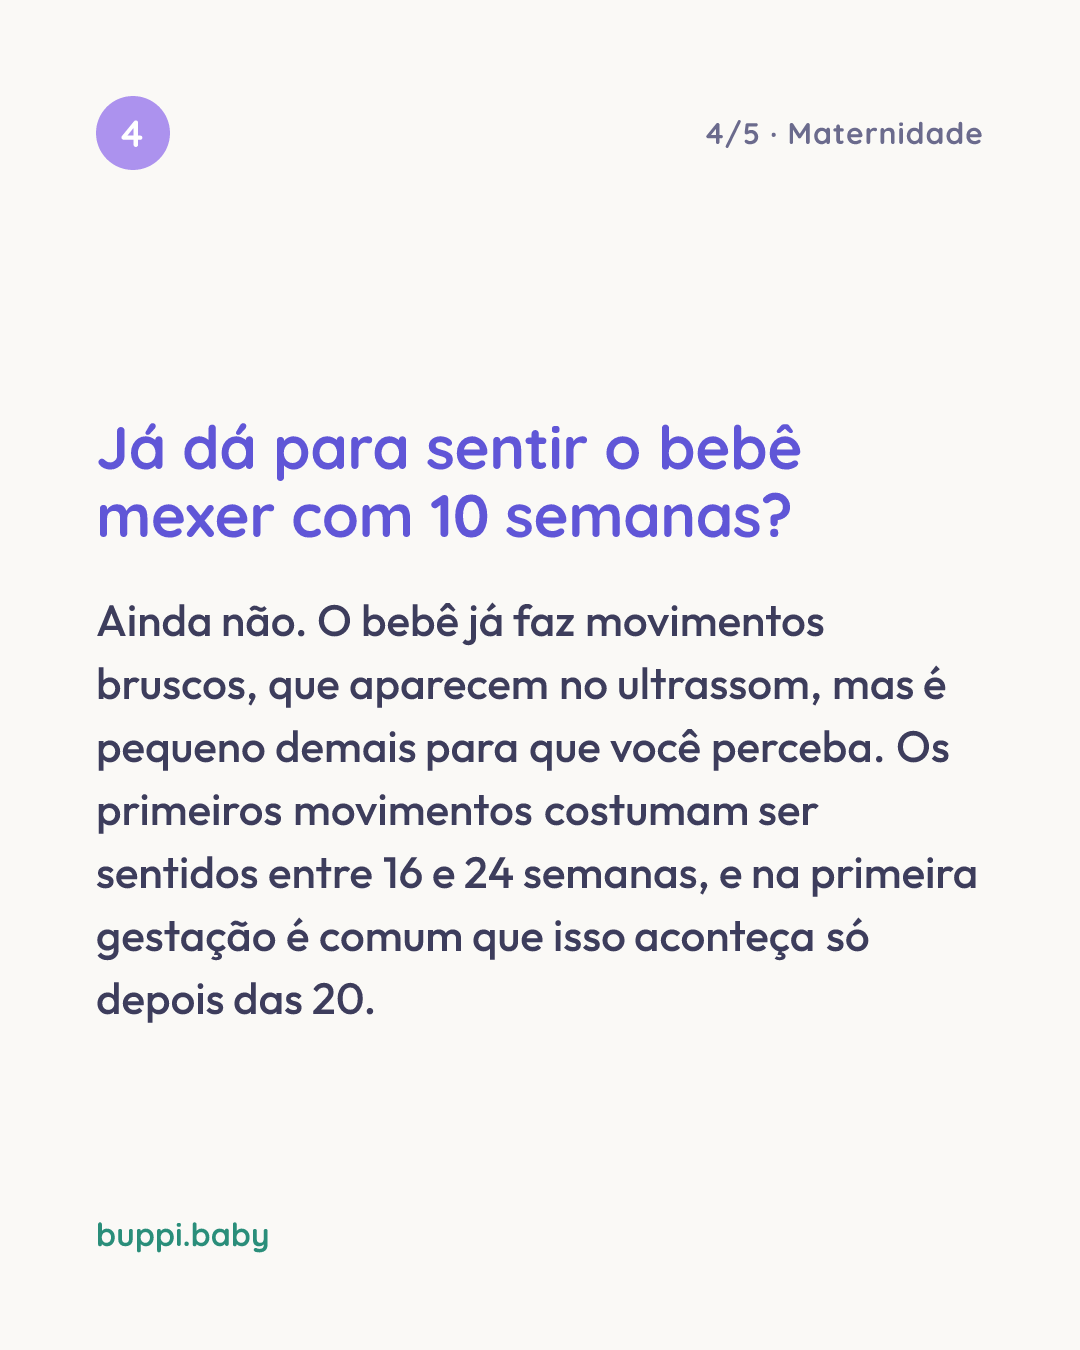 4
4/5 · Maternidade
Já dá para sentir o bebê
mexer com 10 semanas?
Ainda não. O bebê já faz movimentos
bruscos, que aparecem no ultrassom, mas é
pequeno demais para que você perceba. Os
primeiros movimentos costumam ser
sentidos entre 16 e 24 semanas, e na primeira
gestação é comum que isso aconteça só
depois das 20.
buppi.baby